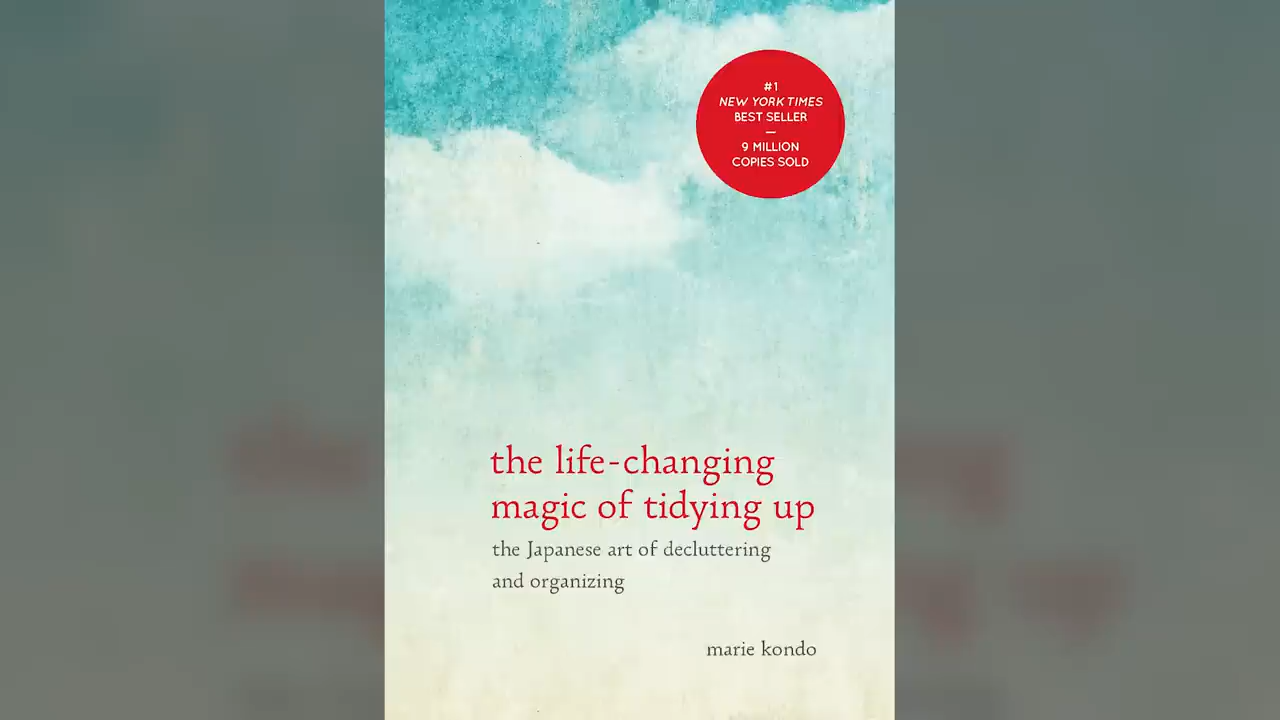 #1
NEW YORK TIMES
BEST SELLER
—
9 MILLION
COPIES SOLD
the life-changing
magic of tidying up
the Japanese art of decluttering
and organizing
marie kondo